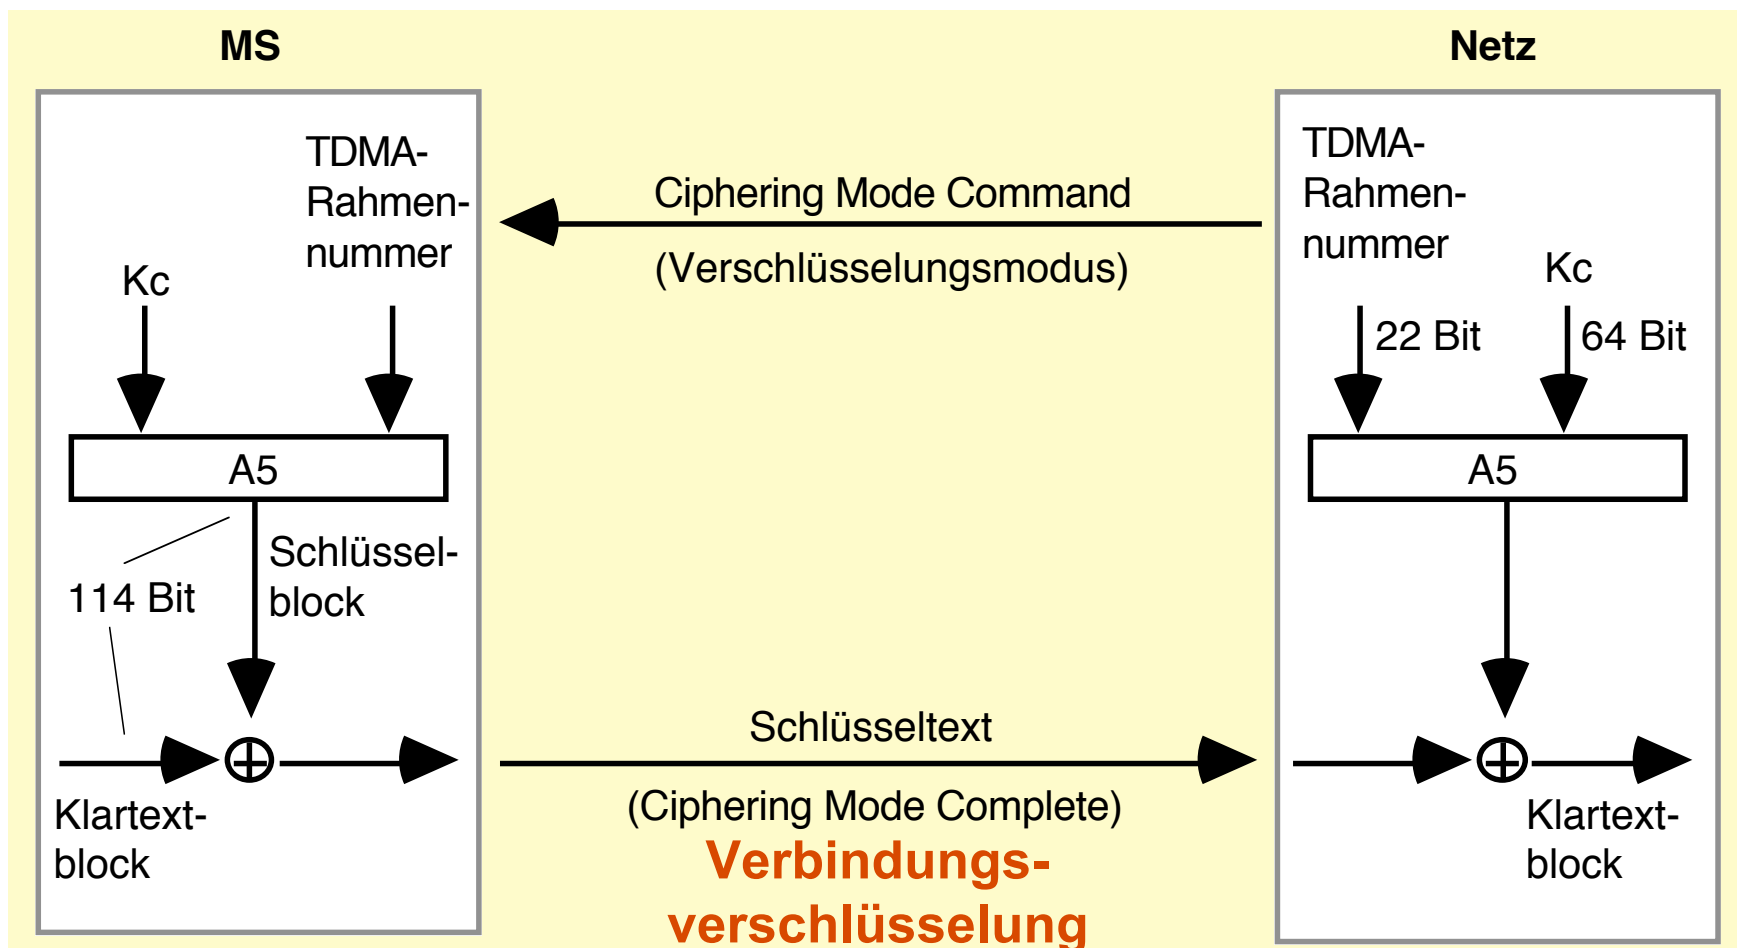 MS
Netz
TDMA-
Rahmen-
nummer
Kc
A5
Schlüssel-
block
114 Bit
Klartext-
block
Ciphering Mode Command
(Verschlüsselungsmodus)
Schlüsseltext
(Ciphering Mode Complete)
Verbindungs-
verschlüsselung
TDMA-
Rahmen-
nummer
Kc
22 Bit
64 Bit
A5
Klartext-
block